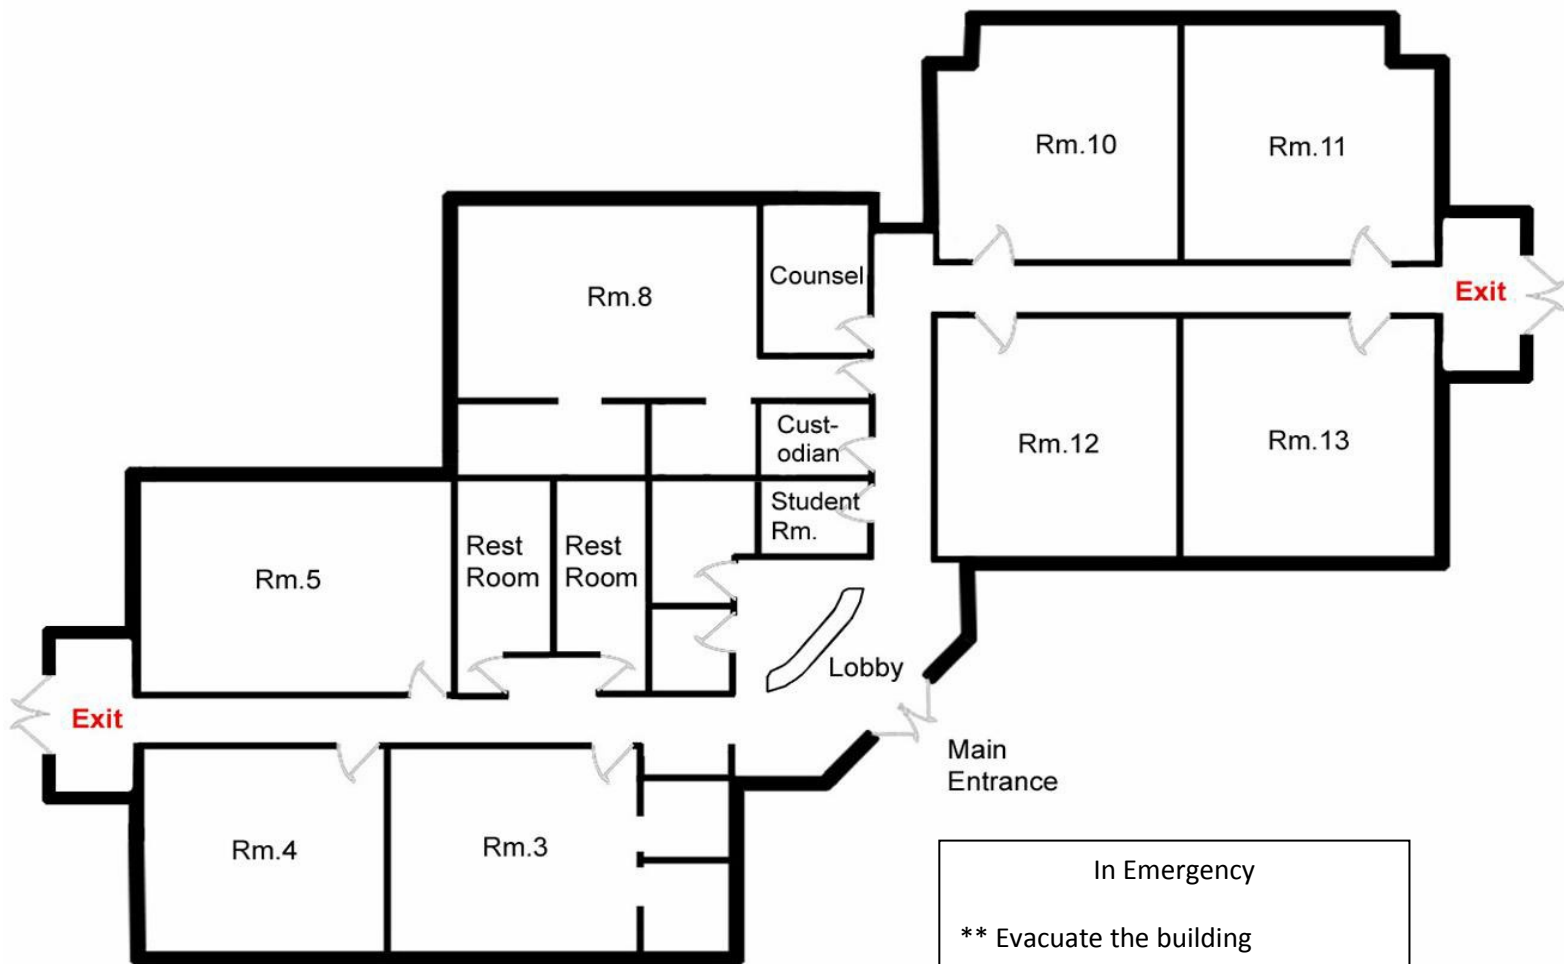 Rm.10
Rm.11
Counsel
Rm.8
Exit
Cust-
odian
Rm.12
Rm.13
Student
Rm.
Rest
Room
Rest
Room
Rm.5
Lobby
Exit
Main
Entrance
Rm.4
Rm.3
In Emergency
** Evacuate the building